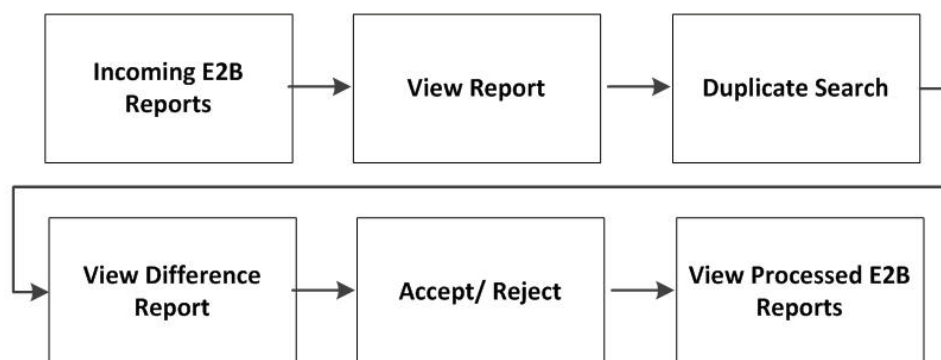 Incoming E2B
Reports
View Report
Duplicate Search
View Difference
Report
Accept/ Reject
View Processed E2B
Reports